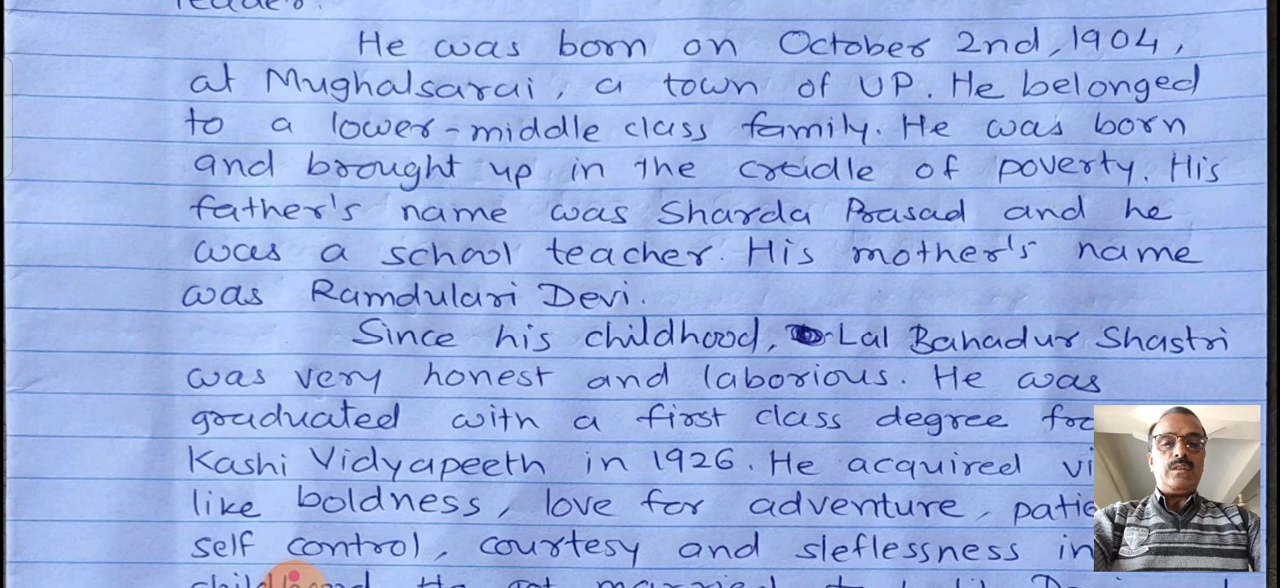 He was born on October 2nd, 1904,
at Mughalsarai, a town of UP. He belonged
to a lower-middle class family. He was born
and brought up in the cradle of poverty. His
father's name was Sharda Prasad and he
was a school teacher. His mother's name
was Ramdulari Devi.
Since his childhood, Lal Bahadur Shastri
was very honest and laborious. He was
graduated with a first class degree
Kashi Vidyapeeth in 1926. He acquired
like boldness, love for adventure,
self control, courtesy and sleflessness in